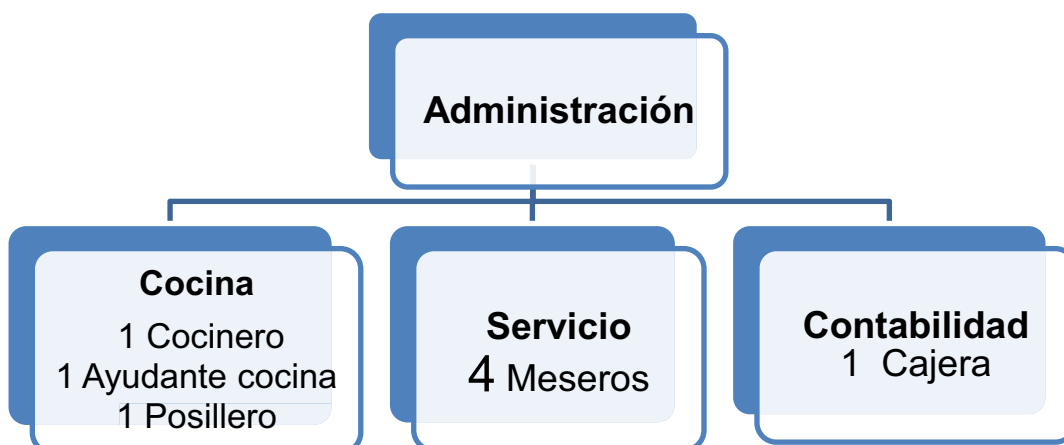 Administración
Cocina
1 Cocinero
1 Ayudante cocina
1 Posillero
Servicio
4 Meseros
Contabilidad
1 Cajera